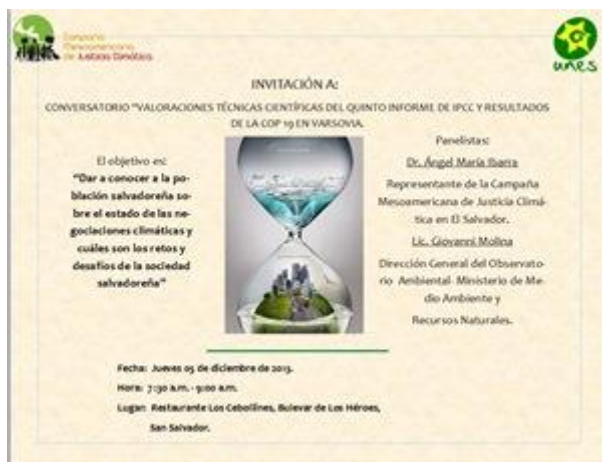 Campaña
Mesoamericana
de Justicia Climática
unes
INVITACIÓN A:
CONVERSATORIO "VALORACIONES TÉCNICAS CIENTÍFICAS DEL QUINTO INFORME DE IPCC Y RESULTADOS
DE LA COP 19 EN VARSOVIA.
El objetivo es:
"Dar a conocer a la po-
blación salvadoreña so-
bre el estado de las ne-
gociaciones climáticas y
cuáles son los retos y
desafíos de la sociedad
salvadoreña"
Panelistas:
Dr. Ángel María Ibarra
Representante de la Campaña
Mesoamericana de Justicia Climá-
tica en El Salvador.
Lic. Giovanni Molina
Dirección General del Observato-
rio Ambiental- Ministerio de Me-
dio Ambiente y
Recursos Naturales.
Fecha: Jueves 05 de diciembre de 2013.
Hora: 7:30 a.m. - 9:00 a.m.
Lugar: Restaurante Los Cebollines, Bulevar de Los Héroes,
San Salvador.